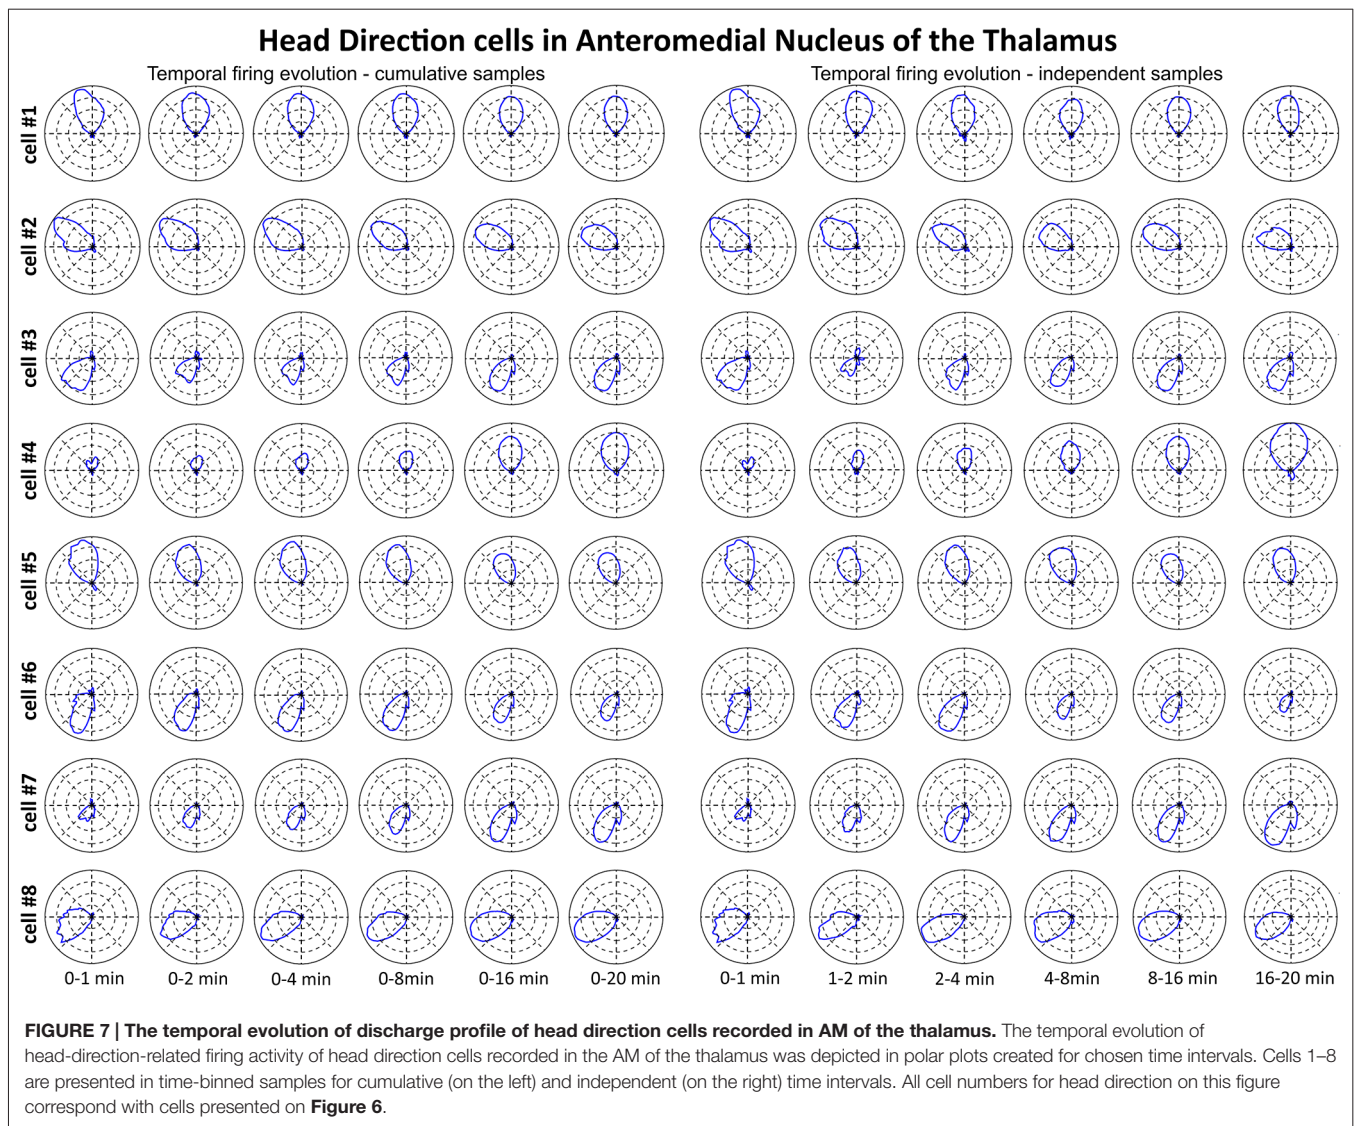 Head Direction cells in Anteromedial Nucleus of the Thalamus
Temporal firing evolution - cumulative samples
Temporal firing evolution - independent samples
cell #1
cell #2
cell #3
cell #4
cell #5
cell #6
cell #7
cell #8
0-1 min 0-2 min 0-4 min 0-8min 0-16 min 0-20 min 0-1 min 1-2 min 2-4 min 4-8min 8-16 min 16-20 min
FIGURE 7 | The temporal evolution of discharge profile of head direction cells recorded in AM of the thalamus. The temporal evolution of
head-direction-related firing activity of head direction cells recorded in the AM of the thalamus was depicted in polar plots created for chosen time intervals. Cells 1–8
are presented in time-binned samples for cumulative (on the left) and independent (on the right) time intervals. All cell numbers for head direction on this figure
correspond with cells presented on Figure 6.